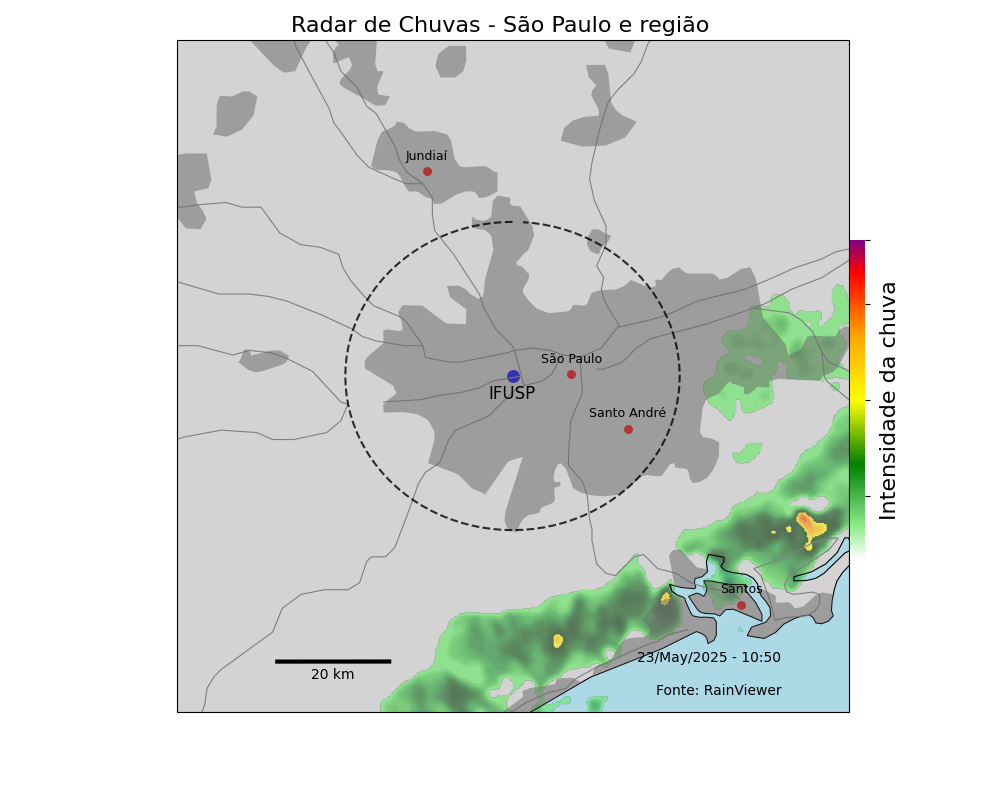 Radar de Chuvas - São Paulo e região
Jundiaí
São Paulo
IFUSP
Santo André
Intensidade da chuva
Santos
23/May/2025 - 10:50
20 km
Fonte: RainViewer